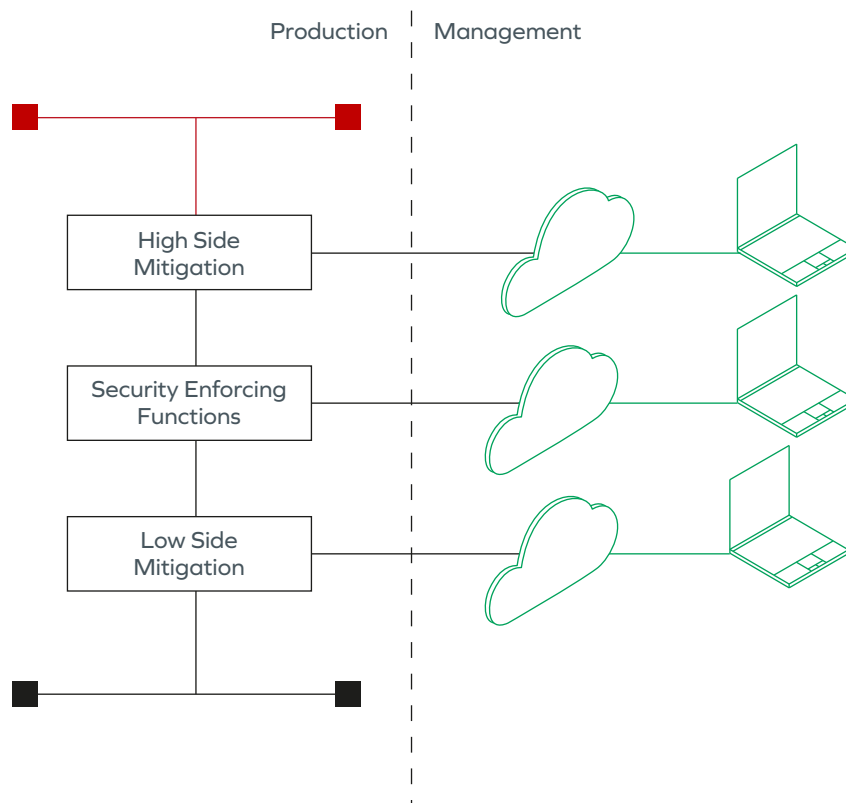 Production
Management
High Side
Mitigation
Security Enforcing
Functions
Low Side
Mitigation